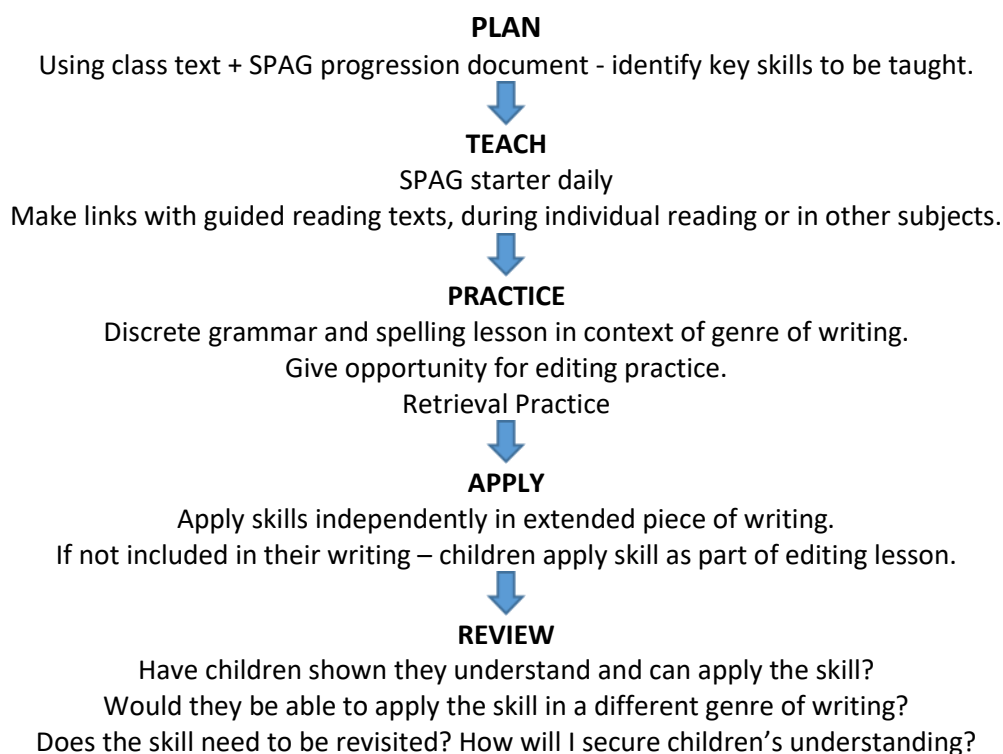 PLAN
Using class text + SPAG progression document - identify key skills to be taught.
TEACH
SPAG starter daily
Make links with guided reading texts, during individual reading or in other subjects.
PRACTICE
Discrete grammar and spelling lesson in context of genre of writing.
Give opportunity for editing practice.
Retrieval Practice
APPLY
Apply skills independently in extended piece of writing.
If not included in their writing – children apply skill as part of editing lesson.
REVIEW
Have children shown they understand and can apply the skill?
Would they be able to apply the skill in a different genre of writing?
Does the skill need to be revisited? How will I secure children’s understanding?